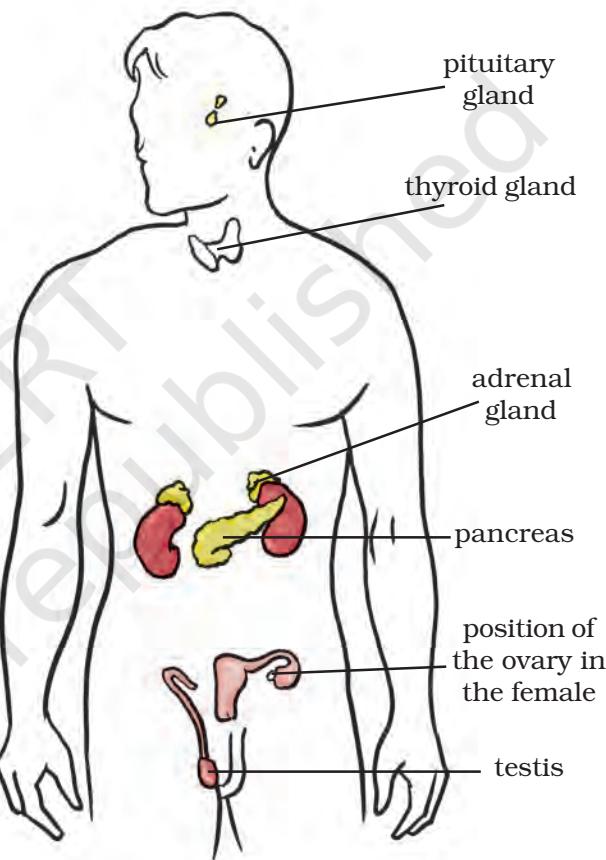 pituitary
gland
thyroid gland
adrenal
gland
pancreas
position of
the ovary in
the female
testis